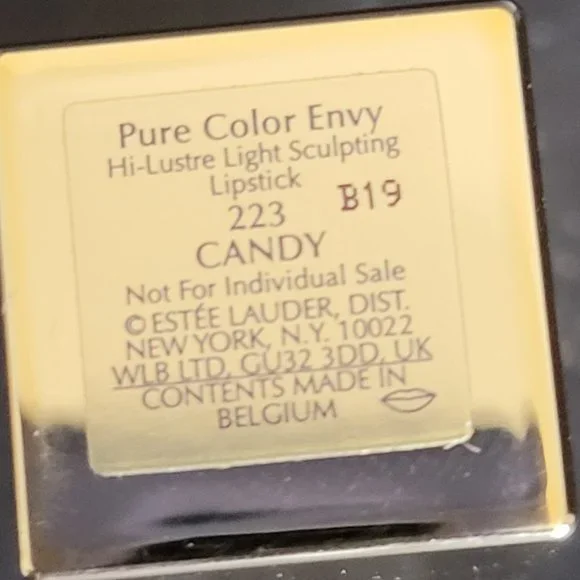 Pure Color Envy
Hi-Lustre Light Sculpting
Lipstick
223 B19
CANDY
Not For Individual Sale
© ESTÉE LAUDER, DIST.
NEW YORK, N.Y. 10022
WLB LTD, GU32 3DD, UK
CONTENTS MADE IN
BELGIUM